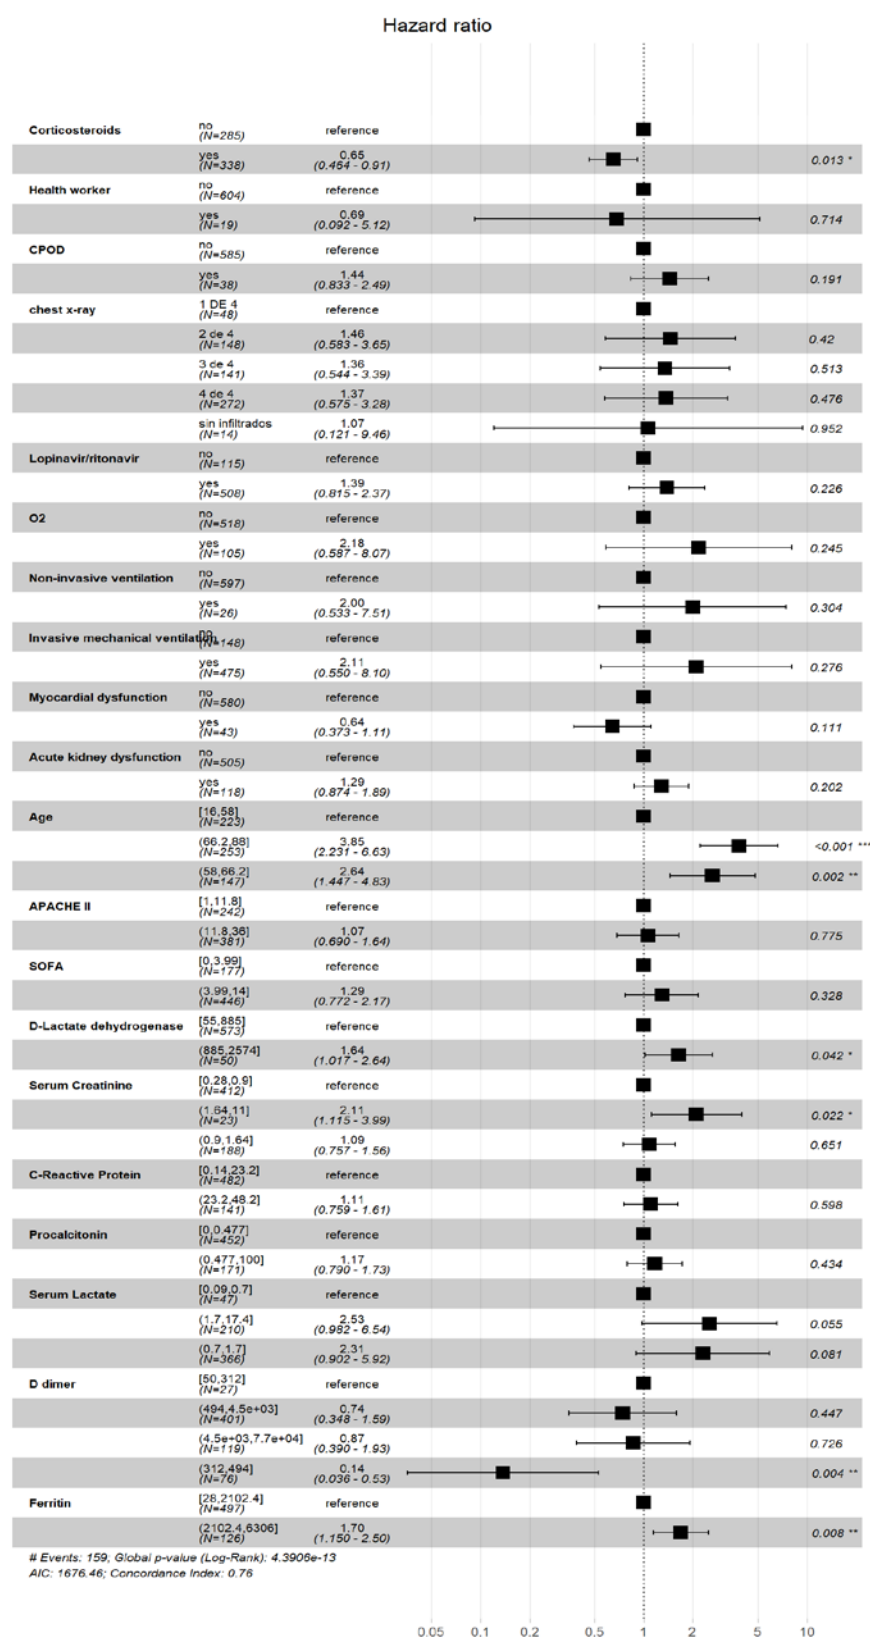 Hazard ratio
Corticosteroids no reference
(N=285)
yes 0.65 0.013 *
(N=338) (0.464 - 0.91)
Health worker no reference
(N=604)
yes 0.69 0.714
(N=19) (0.092 - 5.12)
CPOD no reference
(N=585)
yes 1.44 0.191
(N=38) (0.833 - 2.49)
chest x-ray 1 DE 4 reference
(N=48)
2 de 4 1.46 0.42
(N=148) (0.583 - 3.65)
3 de 4 1.36 0.513
(N=141) (0.544 - 3.39)
4 de 4 1.37 0.476
(N=272) (0.575 - 3.28)
sin infiltrados 1.07 0.952
(N=14) (0.121 - 9.46)
Lopinavir/ritonavir no reference
(N=115)
yes 1.39 0.226
(N=508) (0.815 - 2.37)
O2 no reference
(N=518)
yes 2.18 0.245
(N=105) (0.587 - 8.07)
Non-invasive ventilation no reference
(N=597)
yes 2.00 0.304
(N=26) (0.533 - 7.51)
Invasive mechanical ventilation no reference
(N=148)
yes 2.11 0.276
(N=475) (0.550 - 8.10)
Myocardial dysfunction no reference
(N=580)
yes 0.64 0.111
(N=43) (0.373 - 1.11)
Acute kidney dysfunction no reference
(N=505)
yes 1.29 0.202
(N=118) (0.874 - 1.89)
Age [16,58] reference
(N=223)
(66.2,88] 3.85 <0.001 ***
(N=253) (2.231 - 6.63)
(58,66.2] 2.64 0.002 **
(N=147) (1.447 - 4.83)
APACHE II [1,11.8] reference
(N=242)
(11.8,36] 1.07 0.775
(N=381) (0.690 - 1.64)
SOFA [0,3.99] reference
(N=177)
(3.99,14] 1.29 0.328
(N=446) (0.772 - 2.17)
D-Lactate dehydrogenase [55,885] reference
(N=573)
(885,2574] 1.64 0.042 *
(N=50) (1.017 - 2.64)
Serum Creatinine [0.28,0.9] reference
(N=412)
(1.64,11] 2.11 0.022 *
(N=23) (1.115 - 3.99)
(0.9,1.64] 1.09 0.651
(N=188) (0.757 - 1.56)
C-Reactive Protein [0.14,23.2] reference
(N=482)
(23.2,48.2] 1.11 0.598
(N=141) (0.759 - 1.61)
Procalcitonin [0,0.477] reference
(N=452)
(0.477,100] 1.17 0.434
(N=171) (0.790 - 1.73)
Serum Lactate [0.09,0.7] reference
(N=47)
(1.7,17.4] 2.53 0.055
(N=210) (0.982 - 6.54)
(0.7,1.7] 2.31 0.081
(N=366) (0.902 - 5.92)
D dimer [50,312] reference
(N=27)
(494,4.5e+03] 0.74 0.447
(N=401) (0.348 - 1.59)
(4.5e+03,7.7e+04] 0.87 0.726
(N=119) (0.390 - 1.93)
(312,494] 0.14 0.004 **
(N=76) (0.036 - 0.53)
Ferritin [28,2102.4] reference
(N=497)
(2102.4,6306] 1.70 0.008 **
(N=126) (1.150 - 2.50)
# Events: 159; Global p-value (Log-Rank): 4.3906e-13
AIC: 1676.46; Concordance Index: 0.76
0.05 0.1 0.2 0.5 1 2 5 10